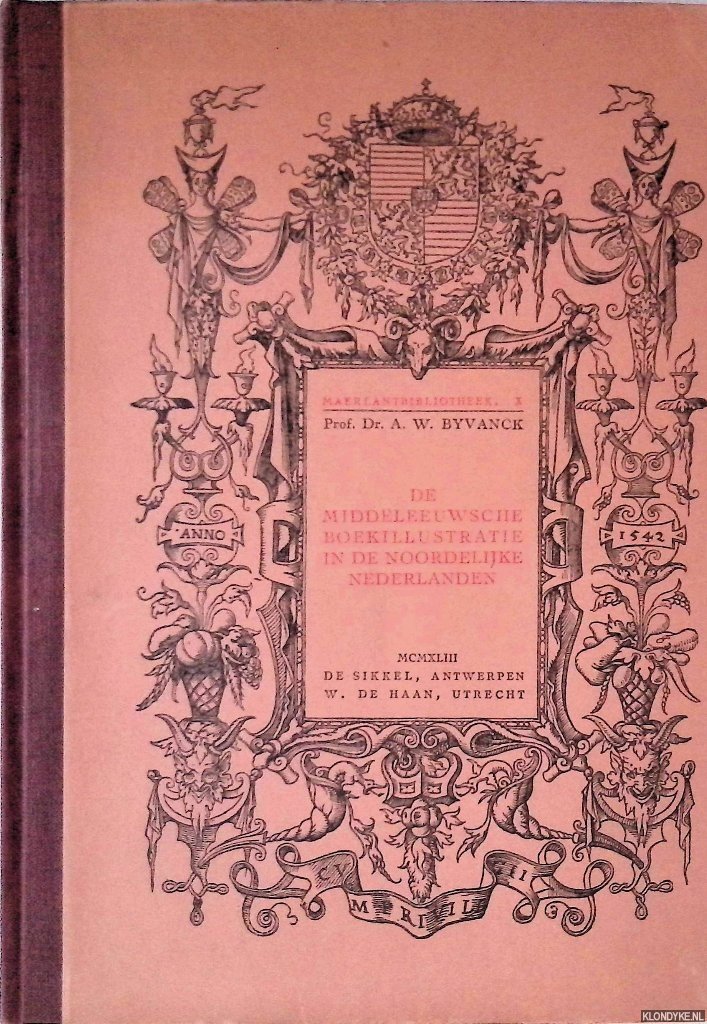 MAERLANTBIBLIOTHEEK. X
Prof. Dr. A. W. BYVANCK
DE
MIDDELEEUWSCHE
BOEKILLUSTRATIE
IN DE NOORDELIJKE
NEDERLANDEN
ANNO
1542
MCMXLIII
DE SIKKEL, ANTWERPEN
W. DE HAAN, UTRECHT
KLONDYKE.NL